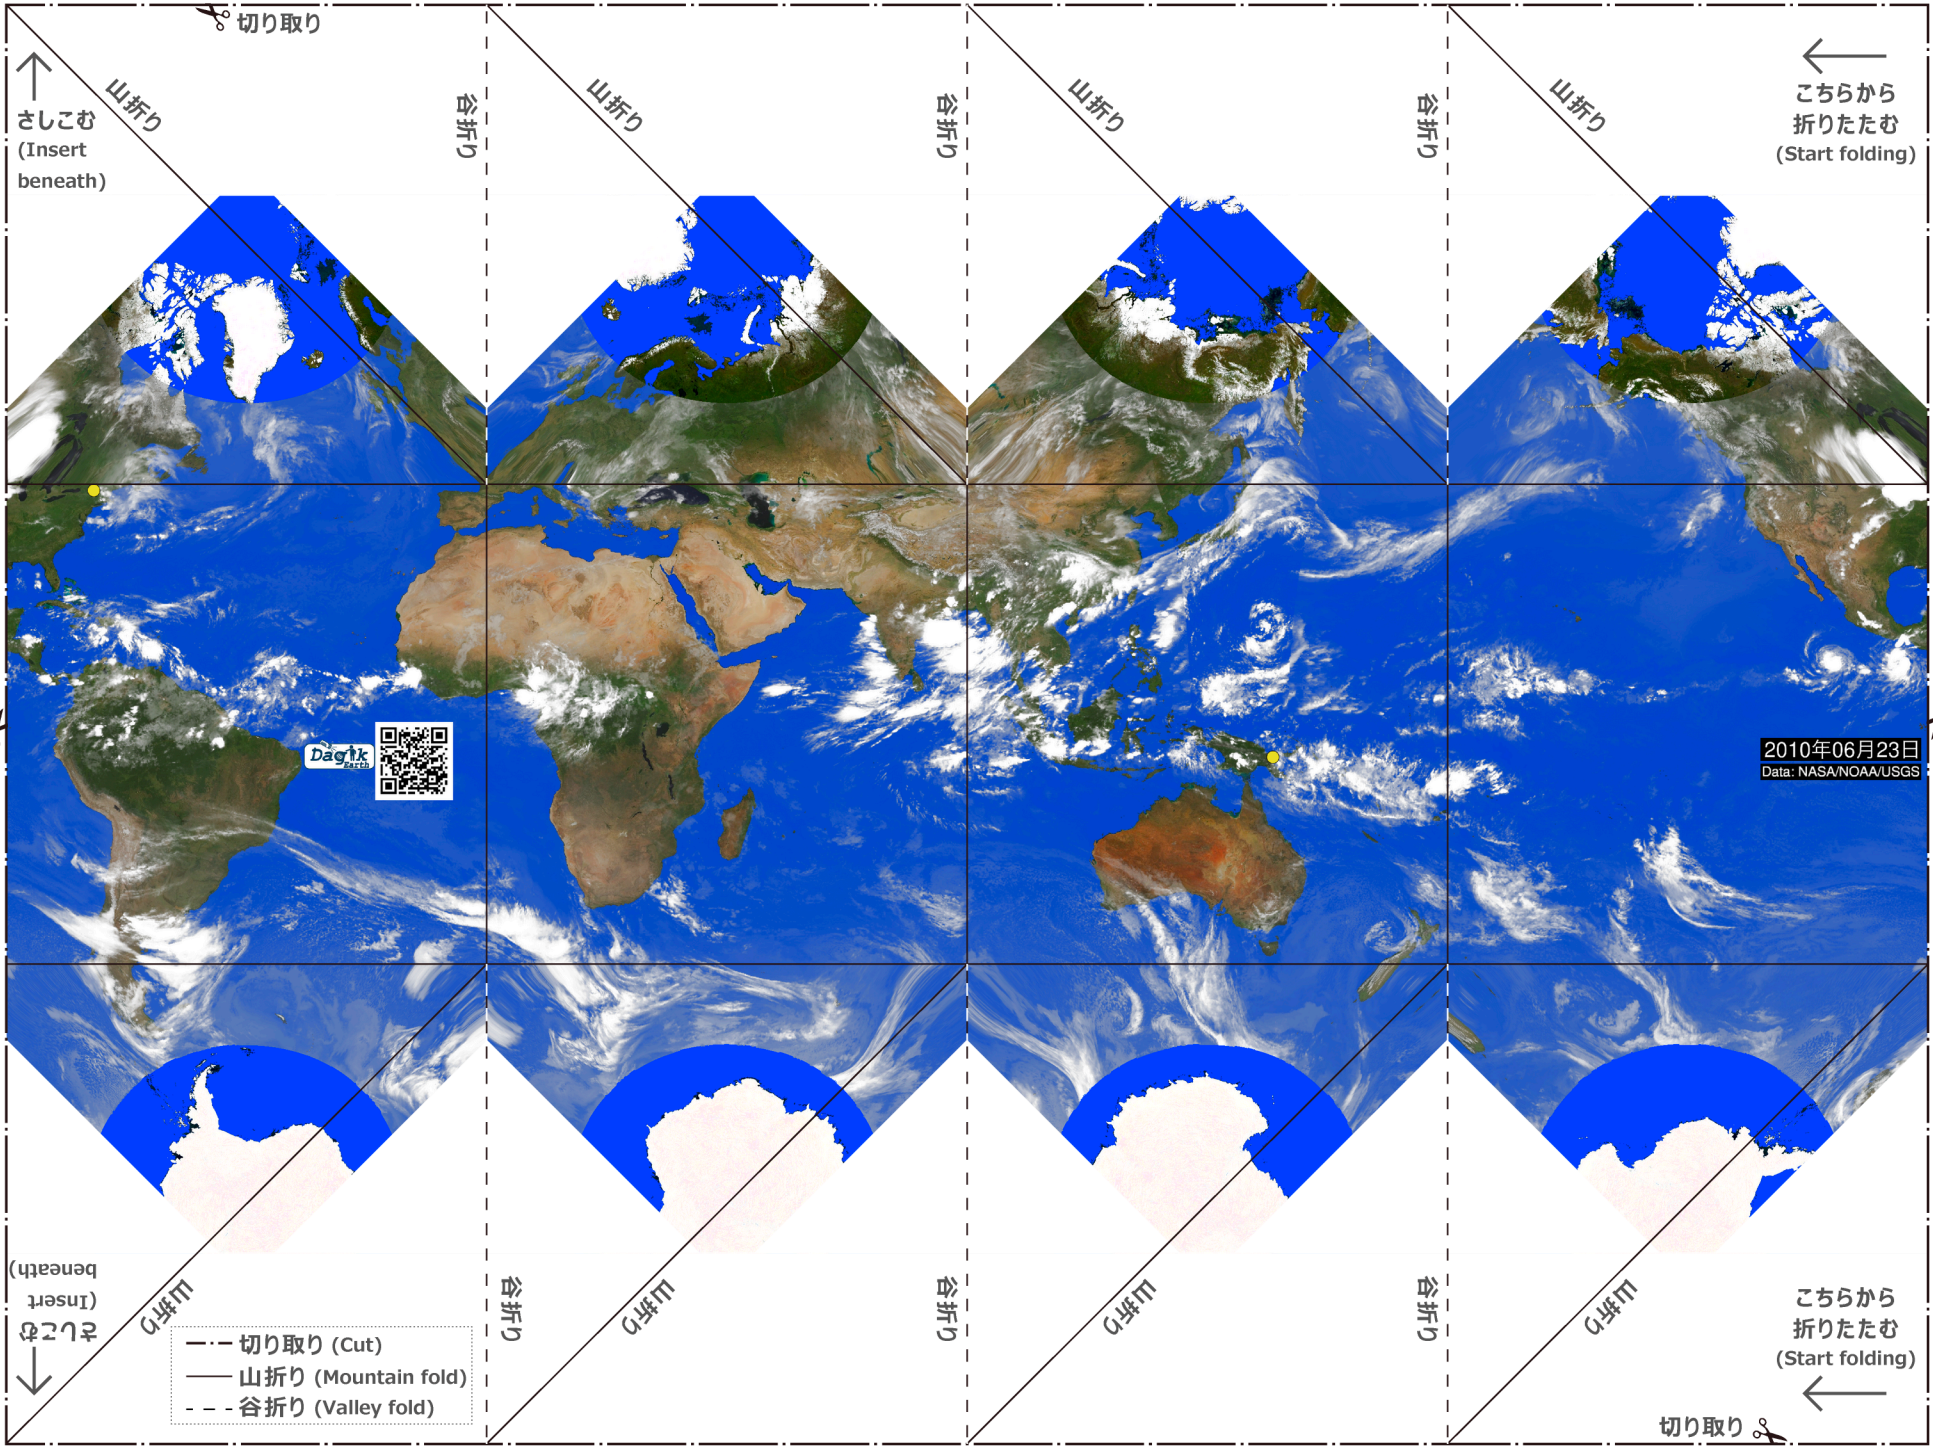 切り取り
さしこむ
(Insert
beneath)
山折り
谷折り
山折り
谷折り
山折り
谷折り
山折り
こちらから
折りたたむ
(Start folding)
Dagik
Earth
2010年06月23日
Data: NASA/NOAA/USGS
さしこむ
(Insert
beneath)
山折り
谷折り
山折り
谷折り
山折り
谷折り
山折り
こちらから
折りたたむ
(Start folding)
切り取り (Cut)
山折り (Mountain fold)
谷折り (Valley fold)
切り取り